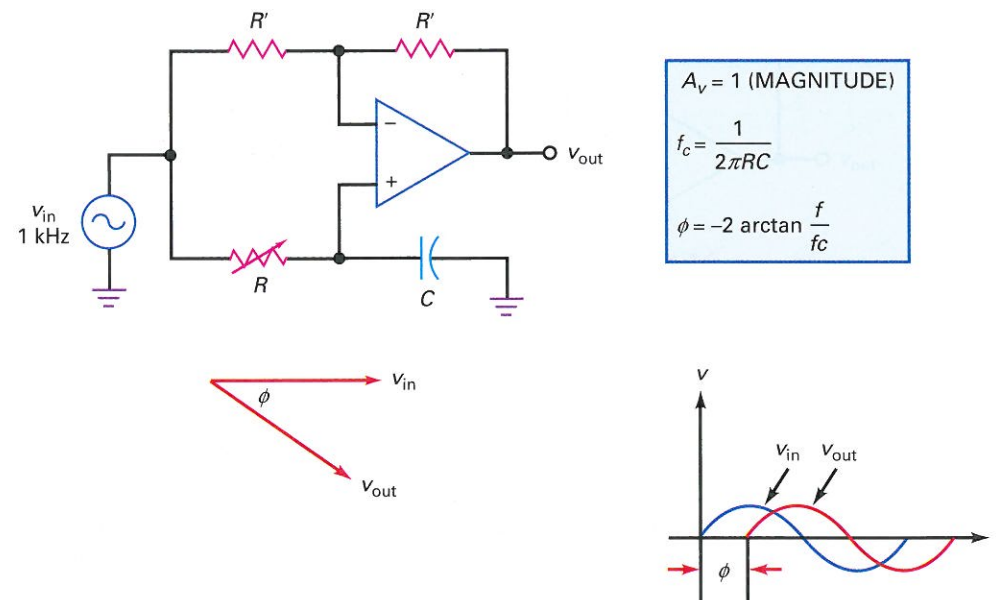 R'
R'
−
+
v_out
v_in
1 kHz
R
C
A_v = 1 (MAGNITUDE)
f_c = 1 / 2πRC
ϕ = −2 arctan f / fc
v_in
ϕ
v_out
v
v_in v_out
ϕ